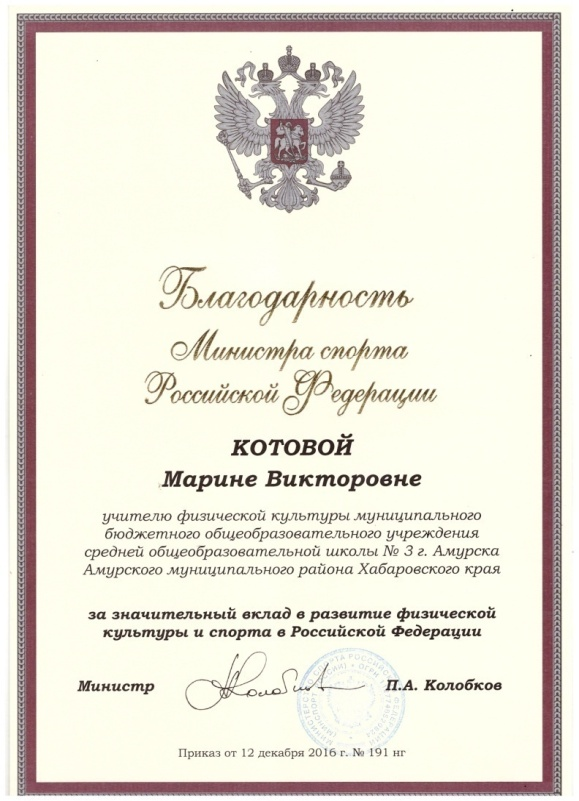 Благодарность
Министра спорта
Российской Федерации
КОТОВОЙ
Марине Викторовне
учителю физической культуры муниципального
бюджетного общеобразовательного учреждения
средней общеобразовательной школы № 3 г. Амурска
Амурского муниципального района Хабаровского края
за значительный вклад в развитие физической
культуры и спорта в Российской Федерации
Министр П.А. Колобков
Приказ от 12 декабря 2016 г. № 191 нг